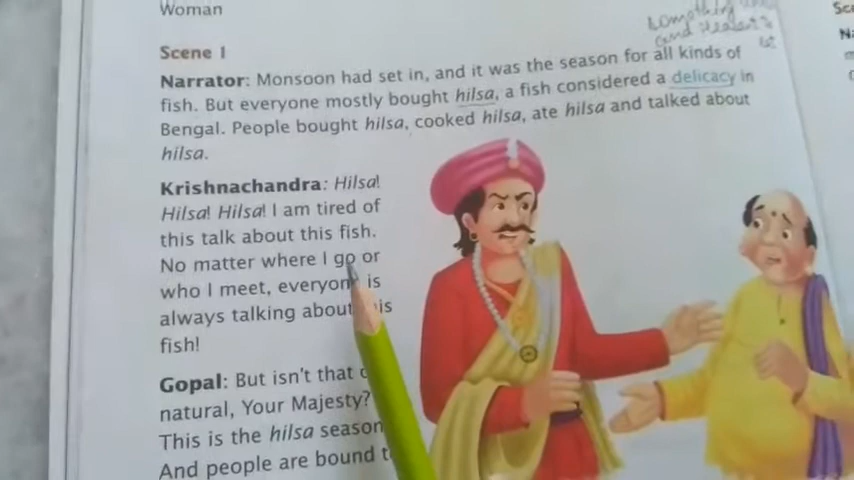 Woman
Scene I
Narrator: Monsoon had set in, and it was the season for all kinds of
fish. But everyone mostly bought hilsa, a fish considered a delicacy in
Bengal. People bought hilsa, cooked hilsa, ate hilsa and talked about
hilsa.
Krishnachandra: Hilsa!
Hilsa! Hilsa! I am tired of
this talk about this fish.
No matter where I go or
who I meet, everyone is
always talking about
fish!
Gopal: But isn't that
natural, Your Majesty?
This is the hilsa season.
And people are bound